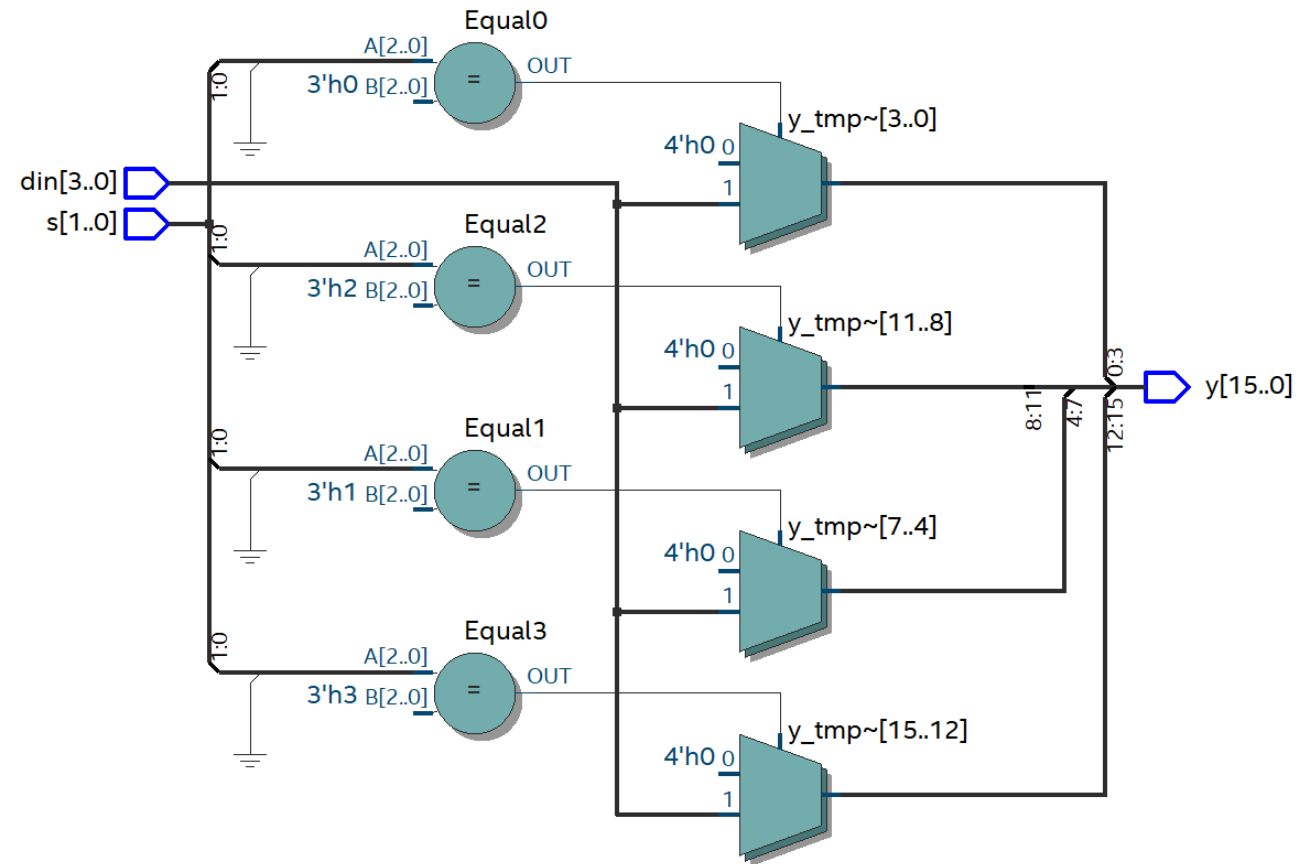 Equal0
A[2..0]
3'h0 B[2..0]
=
OUT
1:0
y_tmp~[3..0]
4'h0 0
1
din[3..0]
s[1..0]
Equal2
1:0
A[2..0]
3'h2 B[2..0]
=
OUT
y_tmp~[11..8]
4'h0 0
1
0:3
8:11
4:7
12:15
y[15..0]
Equal1
1:0
A[2..0]
3'h1 B[2..0]
=
OUT
y_tmp~[7..4]
4'h0 0
1
Equal3
1:0
A[2..0]
3'h3 B[2..0]
=
OUT
y_tmp~[15..12]
4'h0 0
1